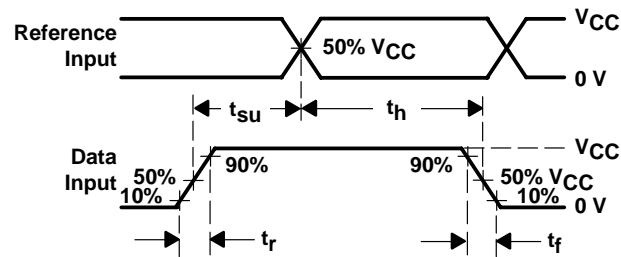 Reference
Input
50% VCC
VCC
0 V
tsu
th
Data
Input
50%
10%
90%
90%
VCC
50% VCC
10%
0 V
tr
tf